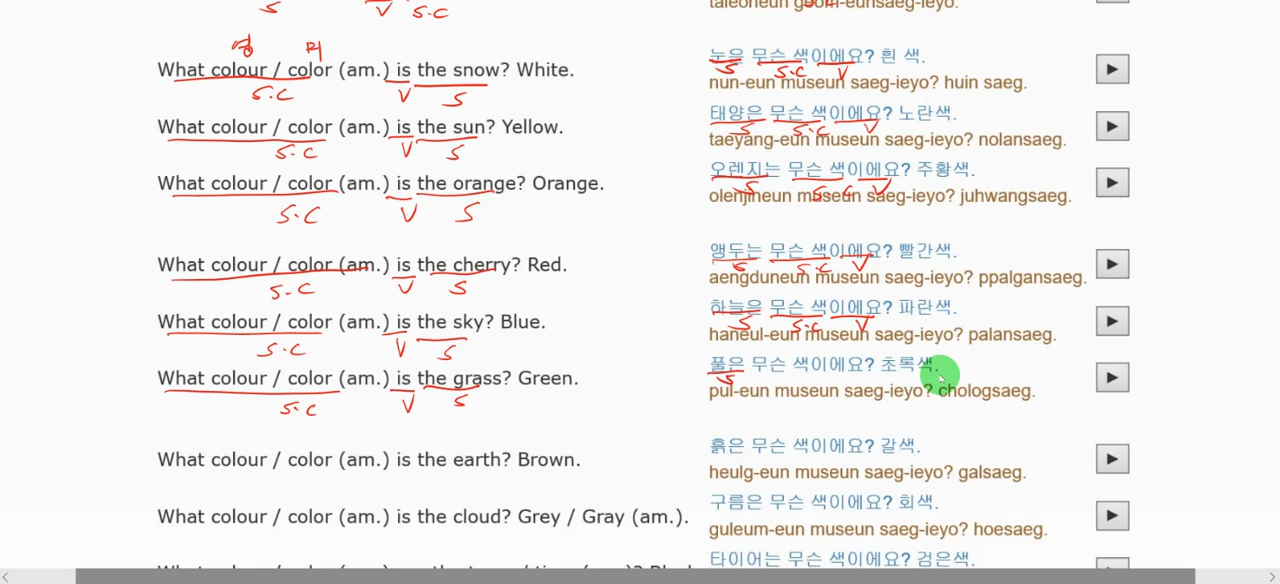 S V S.C
taleoneun geom-eunsaeg-ieyo.
영 미
What colour / color (am.) is the snow? White.
S.C V S
눈은 무슨 색이에요? 흰 색.
S S.C V
nun-eun museun saeg-ieyo? huin saeg.
What colour / color (am.) is the sun? Yellow.
S.C V S
태양은 무슨 색이에요? 노란색.
S S.C V
taeyang-eun museun saeg-ieyo? nolansaeg.
What colour / color (am.) is the orange? Orange.
S.C V S
오렌지는 무슨 색이에요? 주황색.
S S.C V
olenjineun museun saeg-ieyo? juhwangsaeg.
What colour / color (am.) is the cherry? Red.
S.C V S
앵두는 무슨 색이에요? 빨간색.
S S.C V
aengduneun museun saeg-ieyo? ppalgansaeg.
What colour / color (am.) is the sky? Blue.
S.C V S
하늘은 무슨 색이에요? 파란색.
S S.C V
haneul-eun museun saeg-ieyo? palansaeg.
What colour / color (am.) is the grass? Green.
S.C V S
풀은 무슨 색이에요? 초록색.
S
pul-eun museun saeg-ieyo? chologsaeg.
What colour / color (am.) is the earth? Brown.
흙은 무슨 색이에요? 갈색.
heulg-eun museun saeg-ieyo? galsaeg.
What colour / color (am.) is the cloud? Grey / Gray (am.).
구름은 무슨 색이에요? 회색.
guleum-eun museun saeg-ieyo? hoesaeg.
타이어는 무슨 색이에요? 검은색.